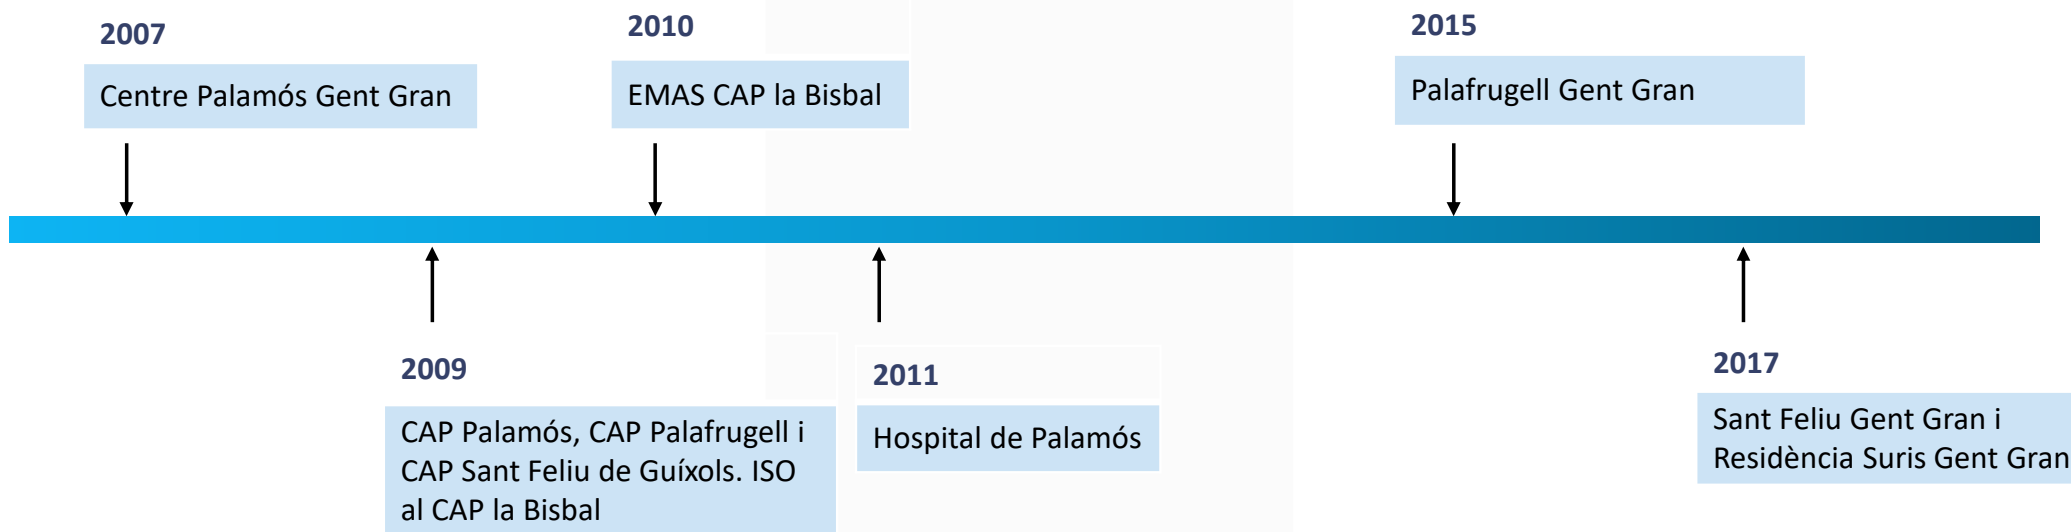 2007
Centre Palamós Gent Gran
2010
EMAS CAP la Bisbal
2015
Palafrugell Gent Gran
2009
CAP Palamós, CAP Palafrugell i
CAP Sant Feliu de Guíxols. ISO
al CAP la Bisbal
2011
Hospital de Palamós
2017
Sant Feliu Gent Gran i
Residència Suris Gent Gran